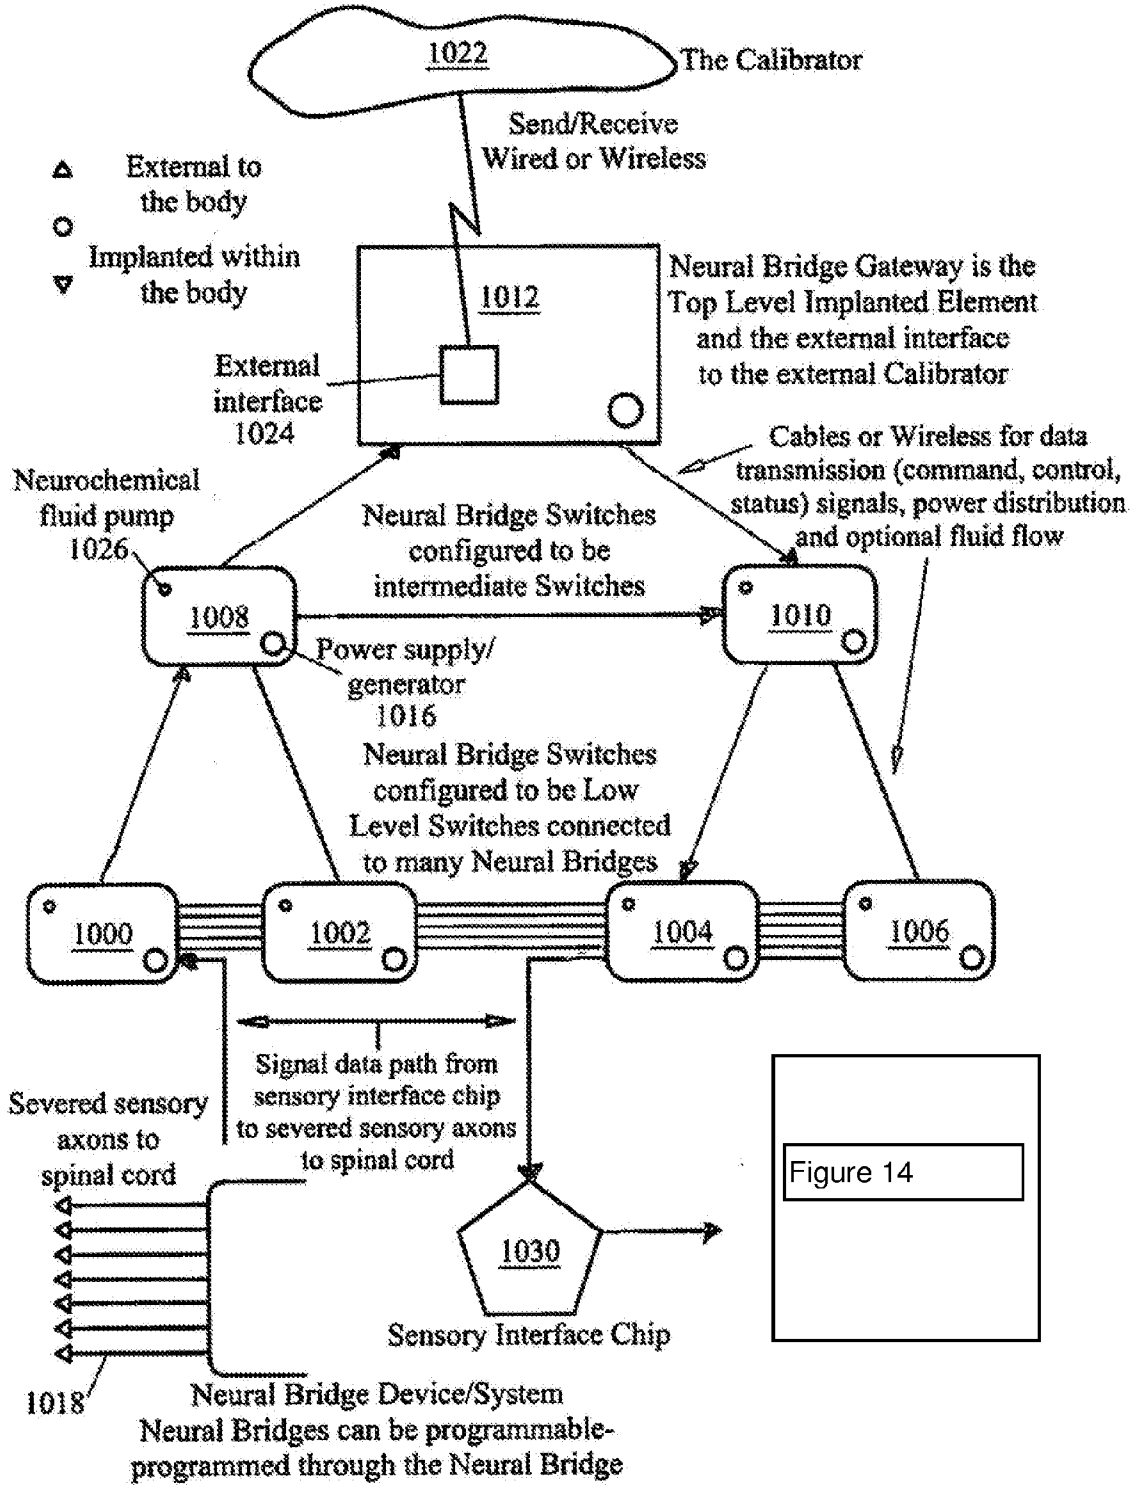 1022
The Calibrator
Send/Receive
Wired or Wireless
External to
the body
Implanted within
the body
1012
Neural Bridge Gateway is the
Top Level Implanted Element
and the external interface
to the external Calibrator
External
interface
1024
Cables or Wireless for data
transmission (command, control,
status) signals, power distribution
and optional fluid flow
Neurochemical
fluid pump
1026
Neural Bridge Switches
configured to be
intermediate Switches
1008
1010
Power supply/
generator
1016
Neural Bridge Switches
configured to be Low
Level Switches connected
to many Neural Bridges
1000
1002
1004
1006
Signal data path from
sensory interface chip
to severed sensory axons
to spinal cord
Severed sensory
axons to
spinal cord
Figure 14
1030
Sensory Interface Chip
1018
Neural Bridge Device/System
Neural Bridges can be programmable-
programmed through the Neural Bridge